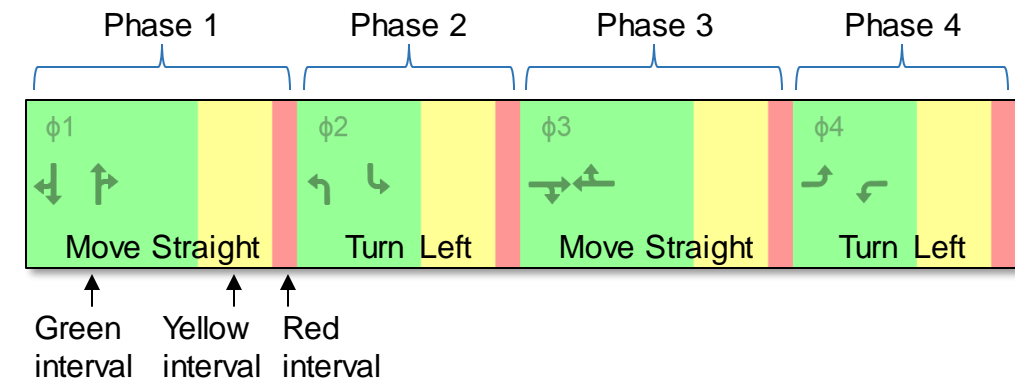 Phase 1 Phase 2 Phase 3 Phase 4
ϕ1 ϕ2 ϕ3 ϕ4
Move Straight Turn Left Move Straight Turn Left
Green Yellow Red
interval interval interval